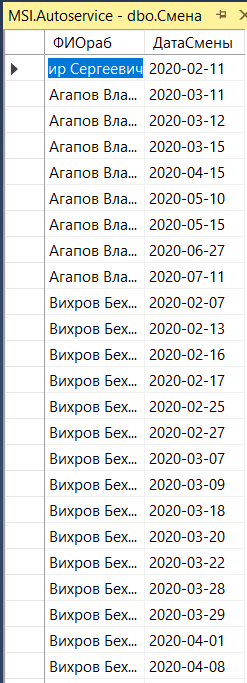 MSI.Autoservice - dbo.Смена
ФИОраб ДатаСмены
ир Сергеевич 2020-02-11
Агапов Вла... 2020-03-11
Агапов Вла... 2020-03-12
Агапов Вла... 2020-03-15
Агапов Вла... 2020-04-15
Агапов Вла... 2020-05-10
Агапов Вла... 2020-05-15
Агапов Вла... 2020-06-27
Агапов Вла... 2020-07-11
Вихров Бех... 2020-02-07
Вихров Бех... 2020-02-13
Вихров Бех... 2020-02-16
Вихров Бех... 2020-02-17
Вихров Бех... 2020-02-25
Вихров Бех... 2020-02-27
Вихров Бех... 2020-03-07
Вихров Бех... 2020-03-09
Вихров Бех... 2020-03-18
Вихров Бех... 2020-03-20
Вихров Бех... 2020-03-22
Вихров Бех... 2020-03-28
Вихров Бех... 2020-03-29
Вихров Бех... 2020-04-01
Вихров Бех... 2020-04-08